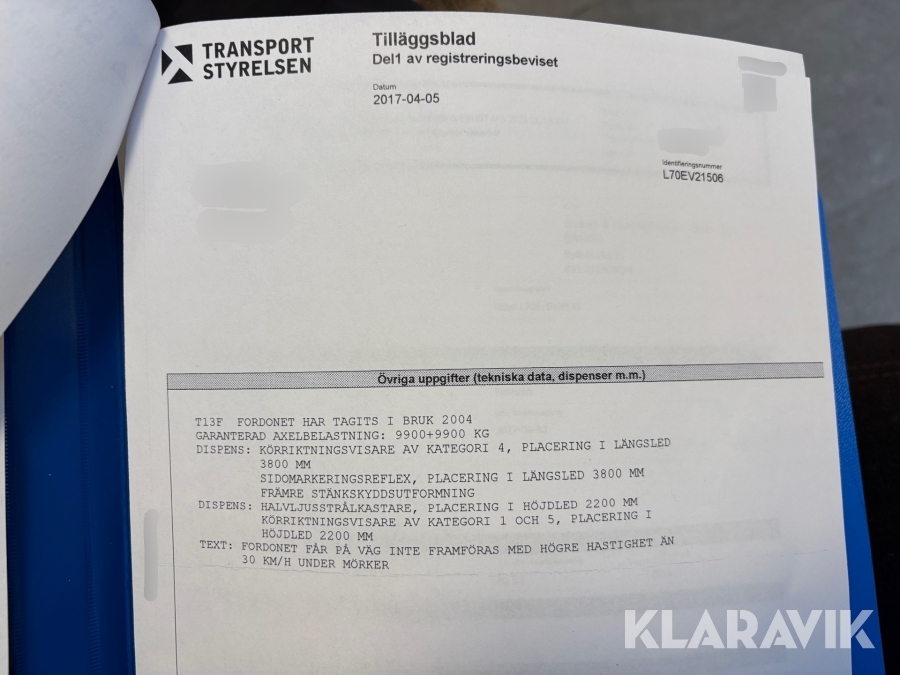 TRANSPORT
STYRELSEN
Tilläggsblad
Del1 av registreringsbeviset
Datum
2017-04-05
Identifieringsnummer
L70EV21506
Övriga uppgifter (tekniska data, dispenser m.m.)
T13F FORDONET HAR TAGITS I BRUK 2004
GARANTERAD AXELBELASTNING: 9900+9900 KG
DISPENS: KÖRRIKTNINGSVISARE AV KATEGORI 4, PLACERING I LÄNGSLED
3800 MM
SIDOMARKERINGSREFLEX, PLACERING I LÄNGSLED 3800 MM
FRÄMRE STÄNKSKYDDSUTFORMNING
DISPENS: HALVLJUSSTRÅLKASTARE, PLACERING I HÖJDLED 2200 MM
KÖRRIKTNINGSVISARE AV KATEGORI 1 OCH 5, PLACERING I
HÖJDLED 2200 MM
TEXT: FORDONET FÅR PÅ VÄG INTE FRAMFÖRAS MED HÖGRE HASTIGHET ÄN
30 KM/H UNDER MÖRKER
KLARAVIK